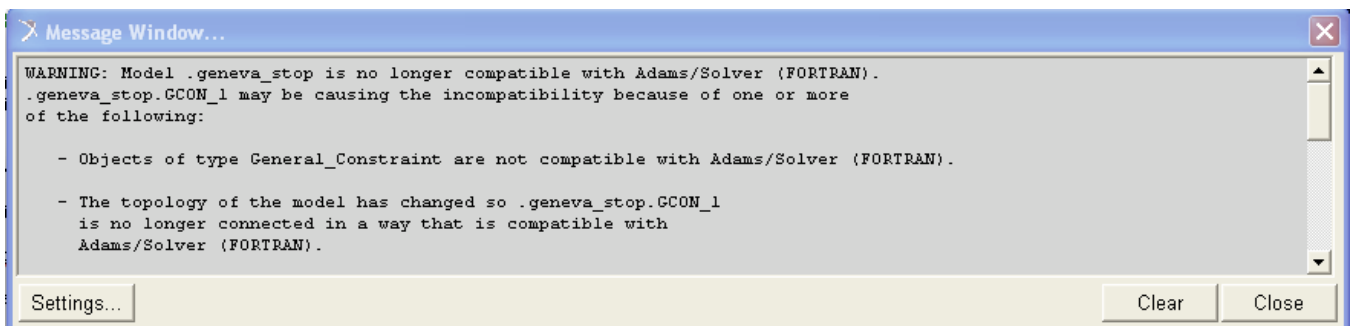 Message Window...
WARNING: Model .geneva_stop is no longer compatible with Adams/Solver (FORTRAN).
.geneva_stop.GCON_1 may be causing the incompatibility because of one or more
of the following:
- Objects of type General_Constraint are not compatible with Adams/Solver (FORTRAN).
- The topology of the model has changed so .geneva_stop.GCON_1
is no longer connected in a way that is compatible with
Adams/Solver (FORTRAN).
Settings...
Clear
Close